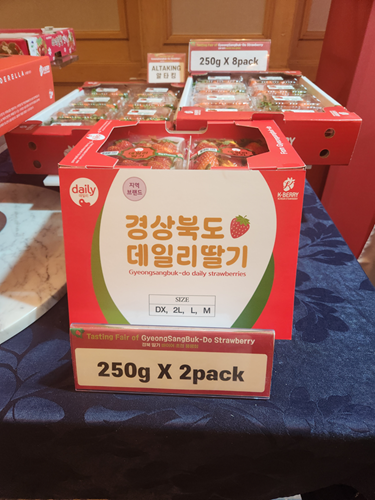 250g X 8pack
ALTAKING
알타킹
K-BERRY
daily
지역
브랜드
경상북도
데일리딸기
Gyeongsangbuk-do daily strawberries
SIZE
DX, 2L, L, M
Tasting Fair of GyeongSangBuk-Do Strawberry
250g X 2pack